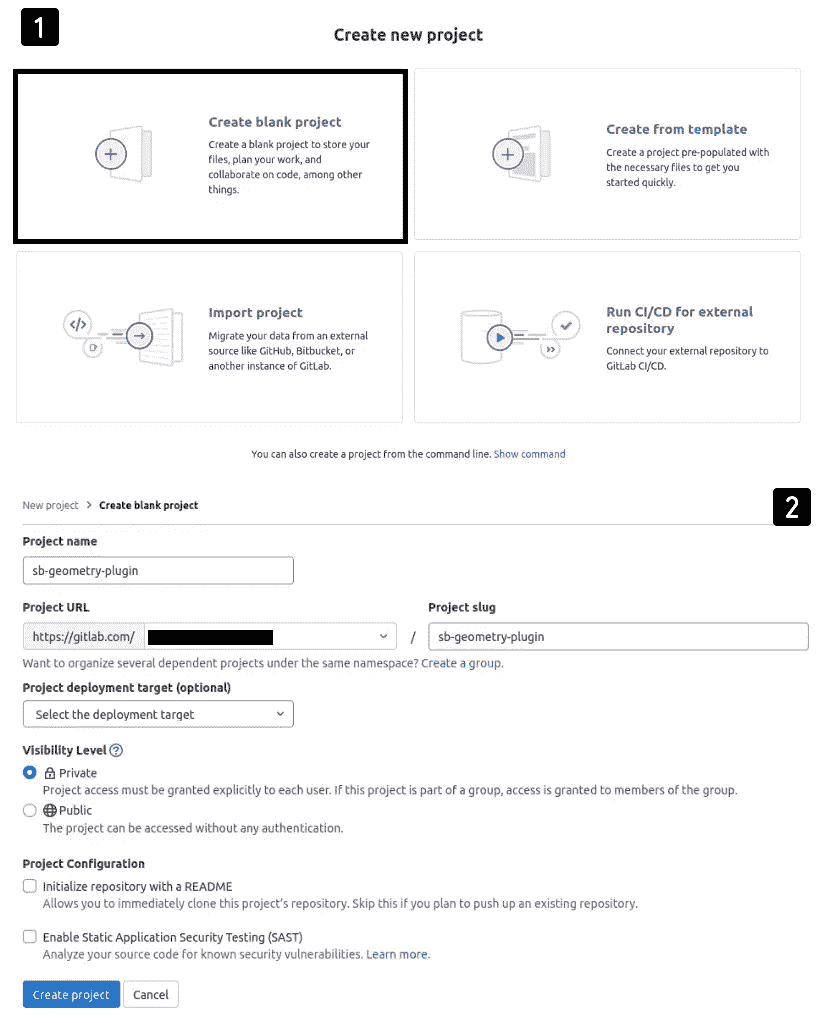 1
Create new project
Create blank project
Create a blank project to store your
files, plan your work, and
collaborate on code, among other
things.
Create from template
Create a project pre-populated with
the necessary files to get you
started quickly.
Import project
Migrate your data from an external
source like GitHub, Bitbucket, or
another instance of GitLab.
Run CI/CD for external
repository
Connect your external repository to
GitLab CI/CD.
You can also create a project from the command line. Show command
2
New project > Create blank project
Project name
sb-geometry-plugin
Project URL
https://gitlab.com/
/
Project slug
sb-geometry-plugin
Want to organize several dependent projects under the same namespace? Create a group.
Project deployment target (optional)
Select the deployment target
Visibility Level ?
Private
Project access must be granted explicitly to each user. If this project is part of a group, access is granted to members of the group.
Public
The project can be accessed without any authentication.
Project Configuration
Initialize repository with a README
Allows you to immediately clone this project's repository. Skip this if you plan to push up an existing repository.
Enable Static Application Security Testing (SAST)
Analyze your source code for known security vulnerabilities. Learn more.
Create project
Cancel